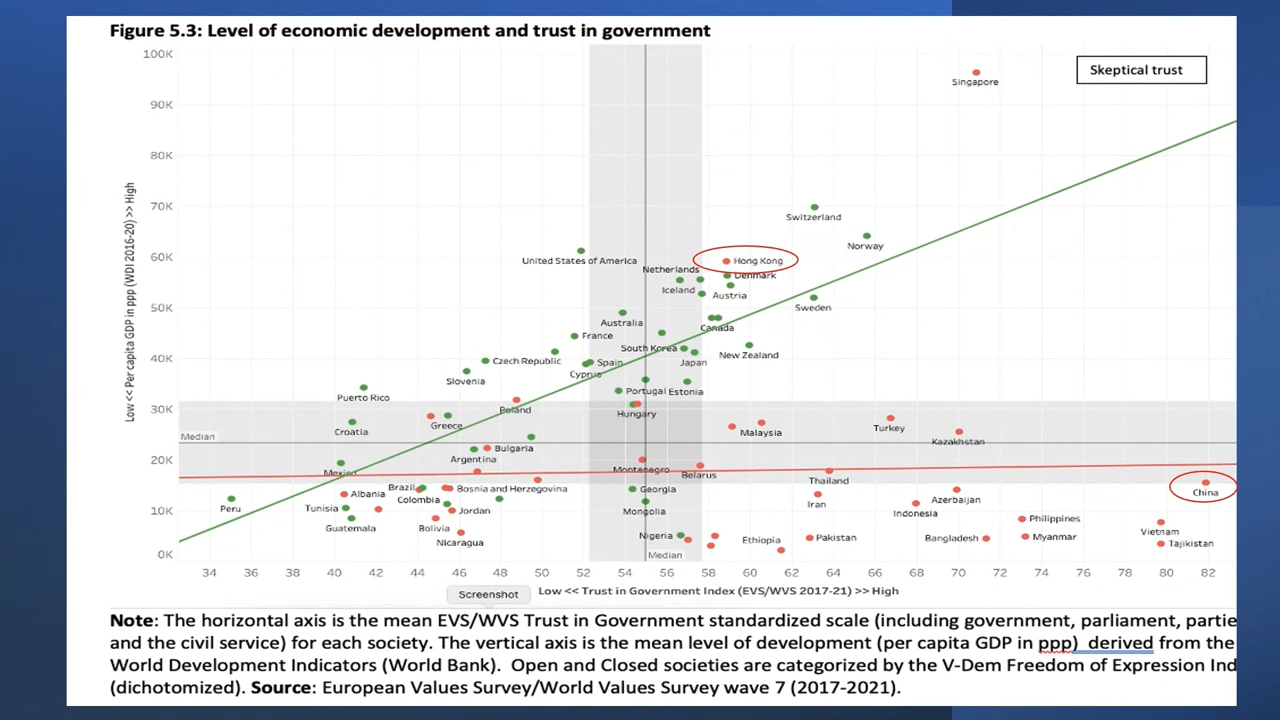 Figure 5.3: Level of economic development and trust in government
Skeptical trust
Low << Per capita GDP in ppp (WDI 2016-20) >> High
100K
90K
80K
70K
60K
50K
40K
30K
20K
10K
0K
Singapore
Switzerland
Norway
United States of America
Hong Kong
Netherlands
Denmark
Iceland
Austria
Sweden
Australia
Canada
France
South Korea
Japan
New Zealand
Czech Republic
Spain
Cyprus
Slovenia
Puerto Rico
Portugal
Estonia
Poland
Hungary
Croatia
Greece
Malaysia
Turkey
Kazakhstan
Median
Bulgaria
Argentina
Mexico
Montenegro
Belarus
Thailand
China
Albania
Brazil
Bosnia and Herzegovina
Colombia
Georgia
Iran
Azerbaijan
Peru
Tunisia
Jordan
Mongolia
Indonesia
Guatemala
Bolivia
Philippines
Nicaragua
Nigeria
Ethiopia
Pakistan
Bangladesh
Myanmar
Vietnam
Tajikistan
Median
34 36 38 40 42 44 46 48 50 52 54 56 58 60 62 64 66 68 70 72 74 76 78 80 82
Screenshot
Low << Trust in Government Index (EVS/WVS 2017-21) >> High
Note: The horizontal axis is the mean EVS/WVS Trust in Government standardized scale (including government, parliament, partie
and the civil service) for each society. The vertical axis is the mean level of development (per capita GDP in ppp) derived from the
World Development Indicators (World Bank). Open and Closed societies are categorized by the V-Dem Freedom of Expression Ind
(dichotomized). Source: European Values Survey/World Values Survey wave 7 (2017-2021).